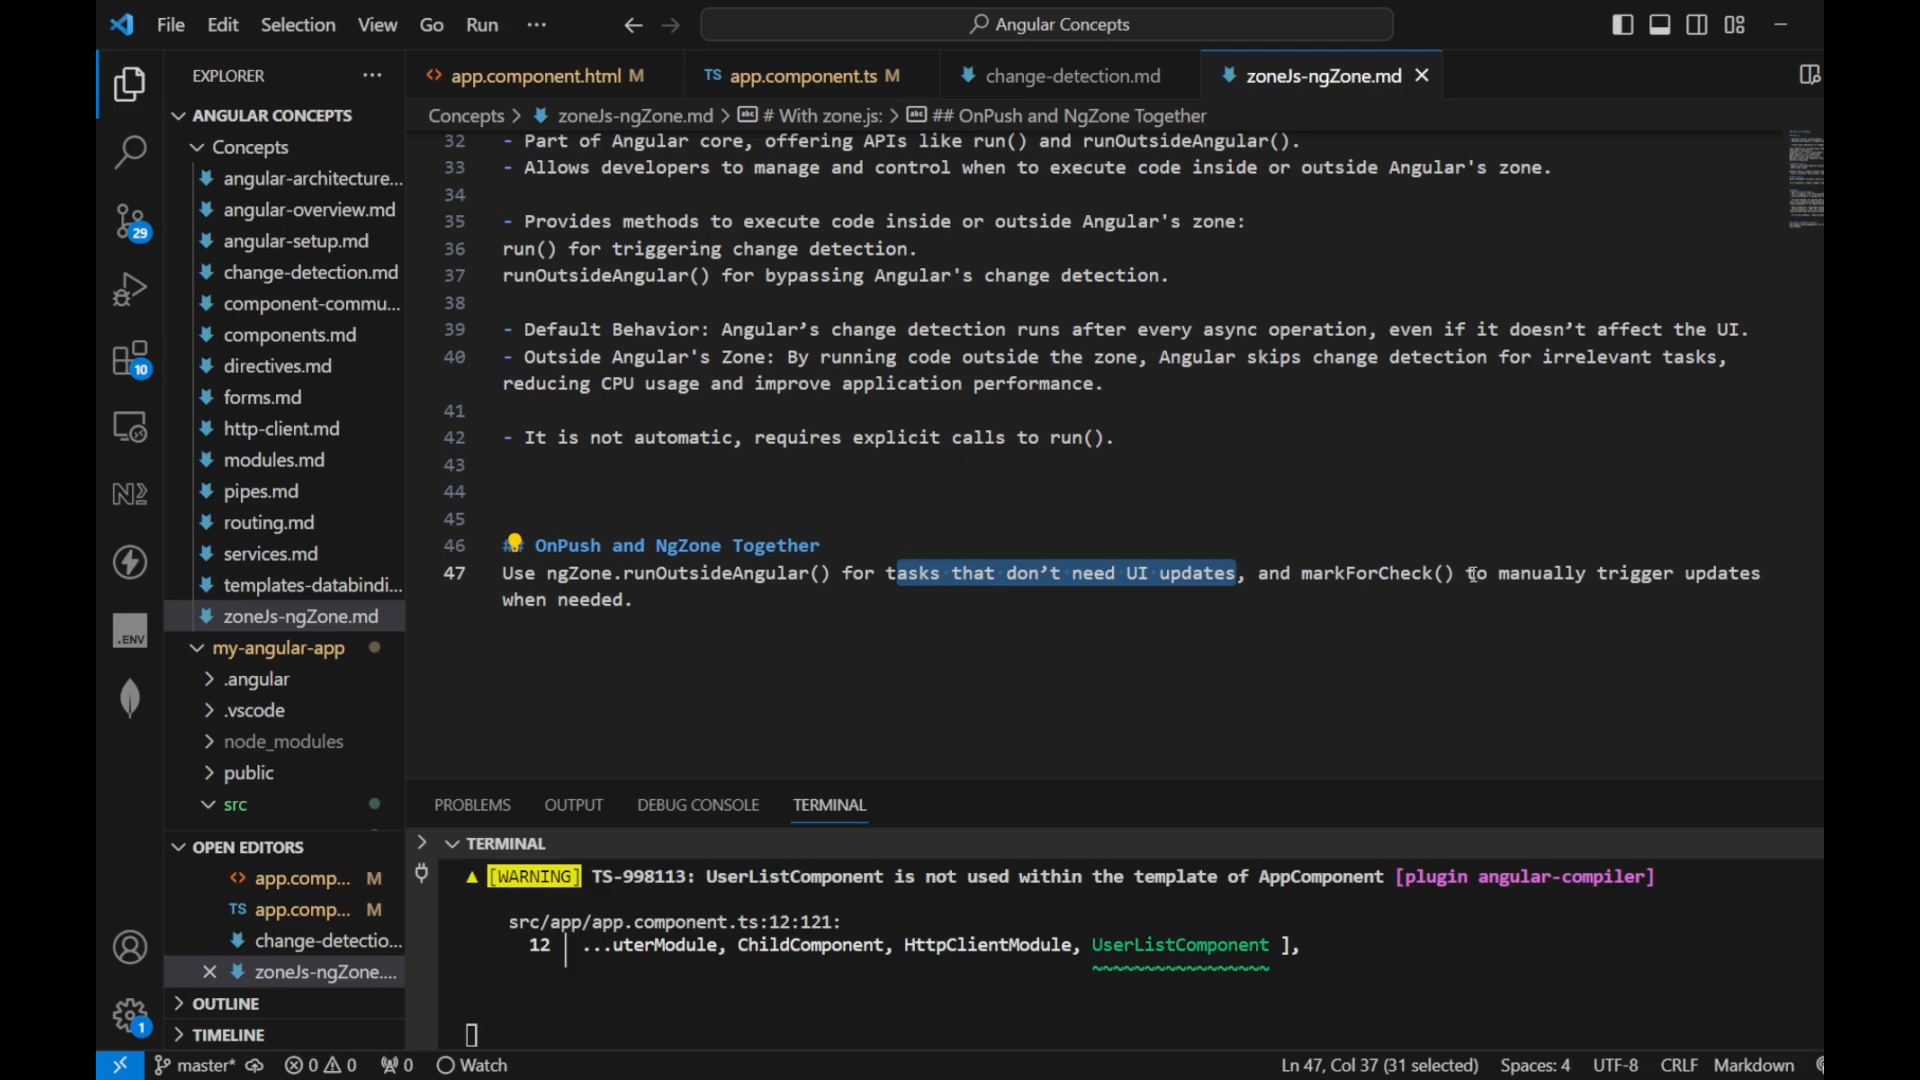 File Edit Selection View Go Run ··· Angular Concepts
EXPLORER ···
app.component.html M
TS app.component.ts M
change-detection.md
zoneJs-ngZone.md
Concepts > zoneJs-ngZone.md > # With zone.js: > ## OnPush and NgZone Together
ANGULAR CONCEPTS
Concepts
angular-architecture...
angular-overview.md
angular-setup.md
change-detection.md
component-commu...
components.md
directives.md
forms.md
http-client.md
modules.md
pipes.md
routing.md
services.md
templates-databindi...
zoneJs-ngZone.md
my-angular-app
.angular
.vscode
node_modules
public
src
OPEN EDITORS
app.comp... M
TS app.comp... M
change-detectio...
zoneJs-ngZone....
OUTLINE
TIMELINE
29
10
.ENV
1
32 - Part of Angular core, offering APIs like run() and runOutsideAngular().
33 - Allows developers to manage and control when to execute code inside or outside Angular's zone.
34
35 - Provides methods to execute code inside or outside Angular's zone:
36 run() for triggering change detection.
37 runOutsideAngular() for bypassing Angular's change detection.
38
39 - Default Behavior: Angular’s change detection runs after every async operation, even if it doesn’t affect the UI.
40 - Outside Angular's Zone: By running code outside the zone, Angular skips change detection for irrelevant tasks,
reducing CPU usage and improve application performance.
41
42 - It is not automatic, requires explicit calls to run().
43
44
45
46 ## OnPush and NgZone Together
47 Use ngZone.runOutsideAngular() for tasks that don’t need UI updates, and markForCheck() to manually trigger updates
when needed.
PROBLEMS OUTPUT DEBUG CONSOLE TERMINAL
TERMINAL
▲ [WARNING] TS-998113: UserListComponent is not used within the template of AppComponent [plugin angular-compiler]
src/app/app.component.ts:12:121:
12 │ ...uterModule, ChildComponent, HttpClientModule, UserListComponent ],
~~~~~~~~~~~~~~~~~
master* 0 0 0 Watch Ln 47, Col 37 (31 selected) Spaces: 4 UTF-8 CRLF Markdown